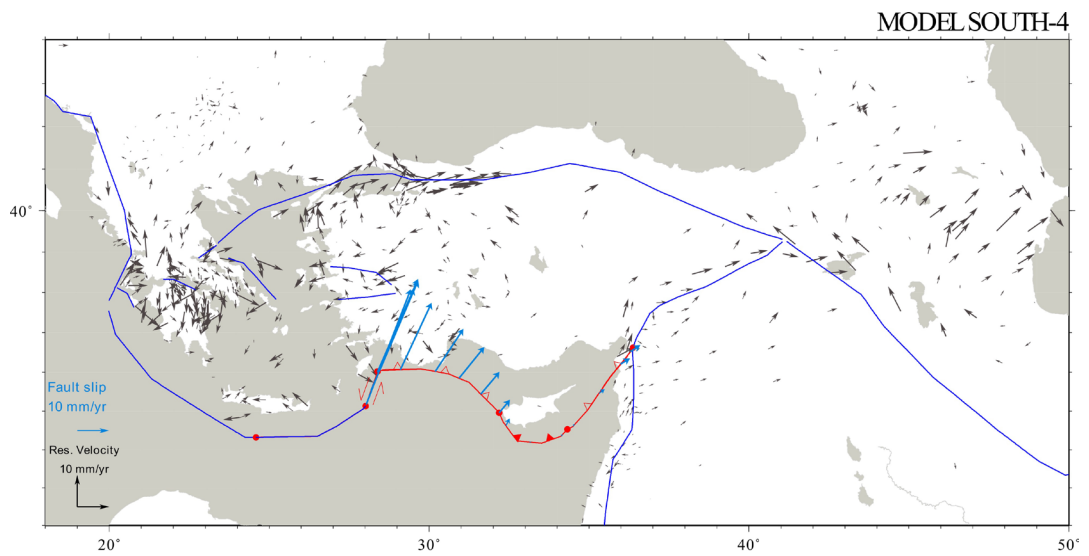 MODEL SOUTH-4
40°
Fault slip
10 mm/yr
Res. Velocity
10 mm/yr
20° 30° 40° 50°